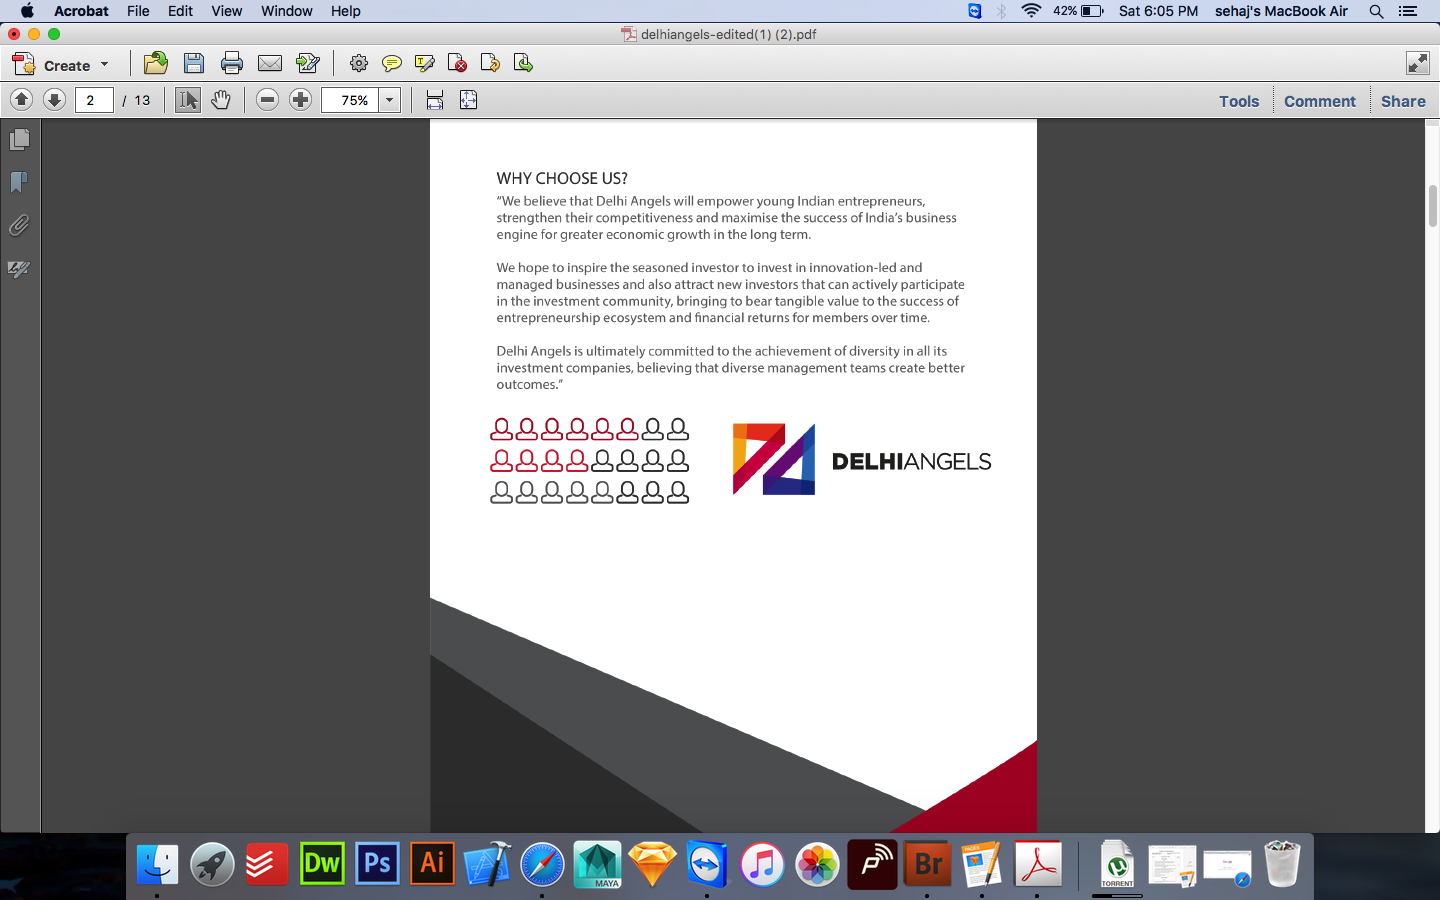 Acrobat File Edit View Window Help 42% Sat 6:05 PM sehaj's MacBook Air
delhiangels-edited(1) (2).pdf
Create
2 / 13 75% Tools Comment Share
WHY CHOOSE US?
“We believe that Delhi Angels will empower young Indian entrepreneurs,
strengthen their competitiveness and maximise the success of India’s business
engine for greater economic growth in the long term.
We hope to inspire the seasoned investor to invest in innovation-led and
managed businesses and also attract new investors that can actively participate
in the investment community, bringing to bear tangible value to the success of
entrepreneurship ecosystem and financial returns for members over time.
Delhi Angels is ultimately committed to the achievement of diversity in all its
investment companies, believing that diverse management teams create better
outcomes.”
DELHIANGELS
Dw Ps Ai MAYA Br PAGES TORRENT